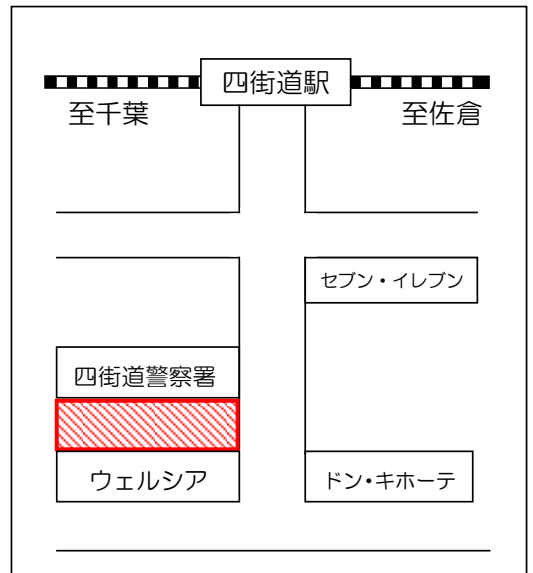 四街道駅
至千葉
至佐倉
セブン・イレブン
四街道警察署
ウェルシア
ドン・キホーテ